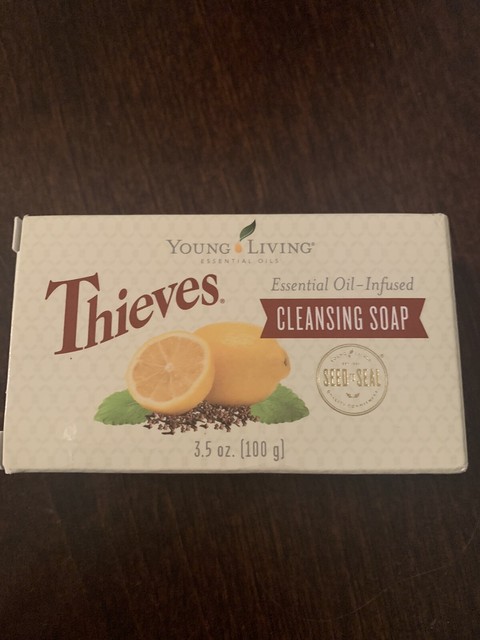 YOUNG LIVING®
ESSENTIAL OILS
Thieves®
Essential Oil-Infused
CLEANSING SOAP
SEED TO SEAL®
3.5 oz. (100 g)